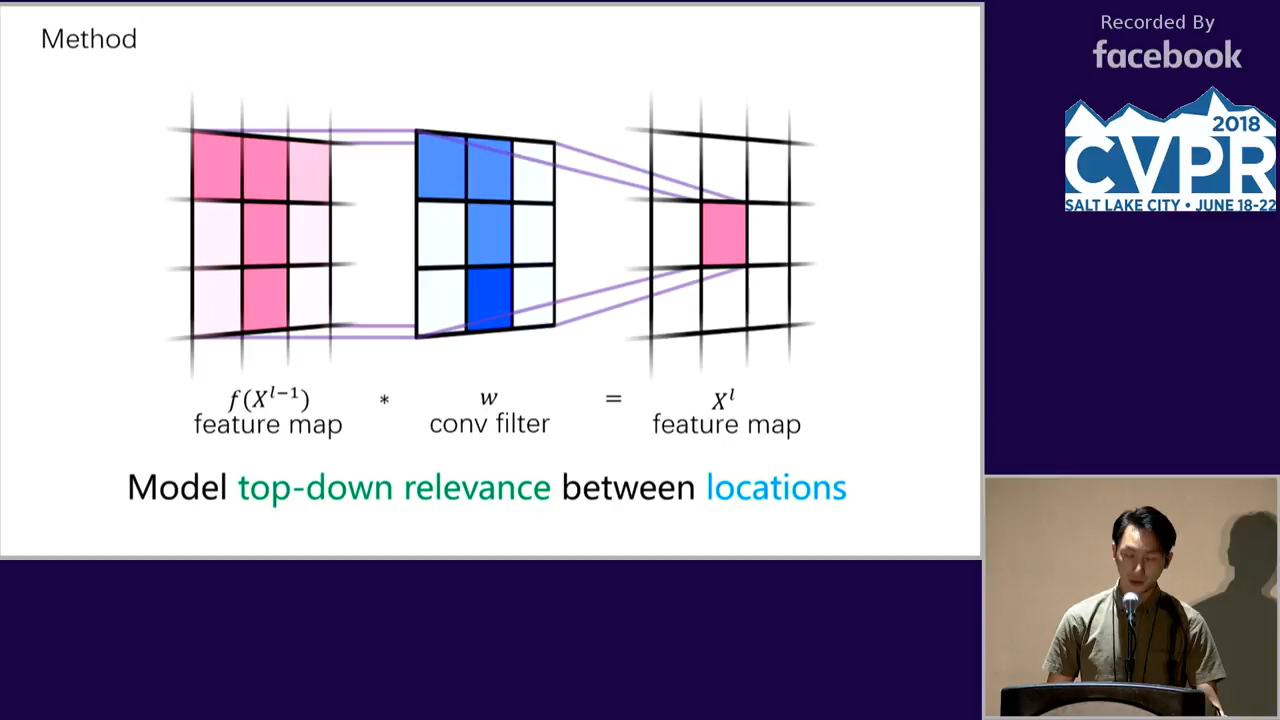 Method
f(X^{l-1}) * w = X^l
feature map conv filter feature map
Model top-down relevance between locations
Recorded By
facebook
2018
CVPR
SALT LAKE CITY • JUNE 18-22